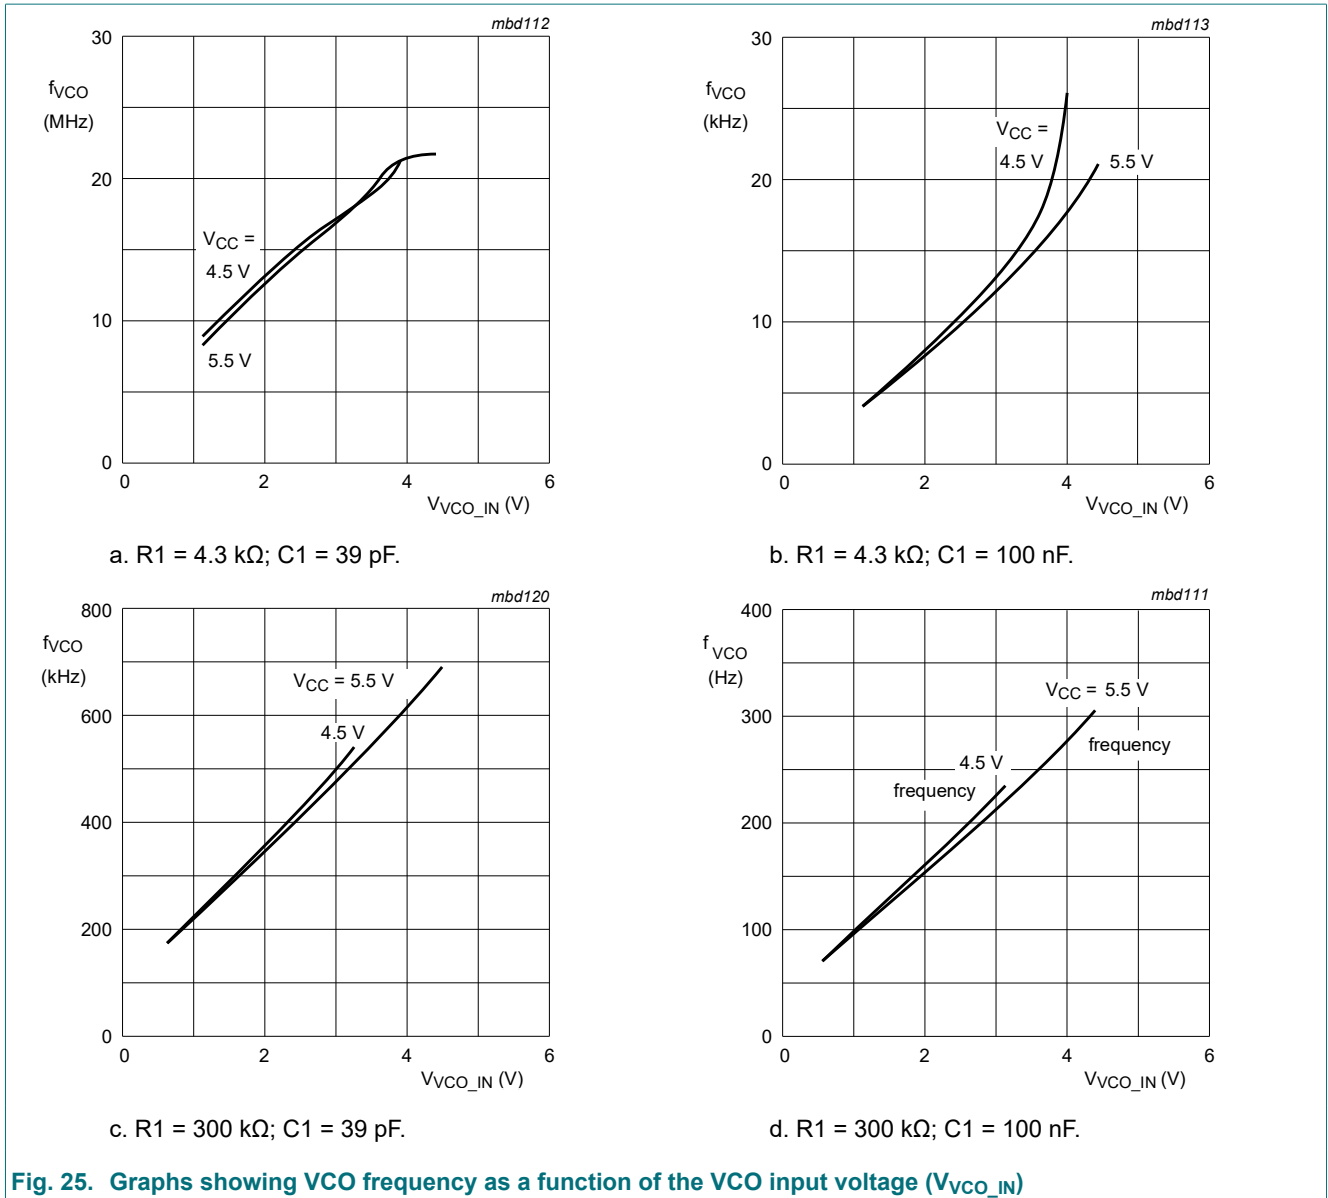 mbd112
30
20
10
0
fVCO
(MHz)
VCC =
4.5 V
5.5 V
0 2 4 6
VVCO_IN (V)
a. R1 = 4.3 kΩ; C1 = 39 pF.
mbd113
30
20
10
0
fVCO
(kHz)
VCC =
4.5 V
5.5 V
0 2 4 6
VVCO_IN (V)
b. R1 = 4.3 kΩ; C1 = 100 nF.
mbd120
800
600
400
200
0
fVCO
(kHz)
VCC = 5.5 V
4.5 V
0 2 4 6
VVCO_IN (V)
c. R1 = 300 kΩ; C1 = 39 pF.
mbd111
400
300
200
100
0
f VCO
(Hz)
VCC = 5.5 V
frequency
4.5 V
frequency
0 2 4 6
VVCO_IN (V)
d. R1 = 300 kΩ; C1 = 100 nF.
Fig. 25. Graphs showing VCO frequency as a function of the VCO input voltage (VVCO_IN)